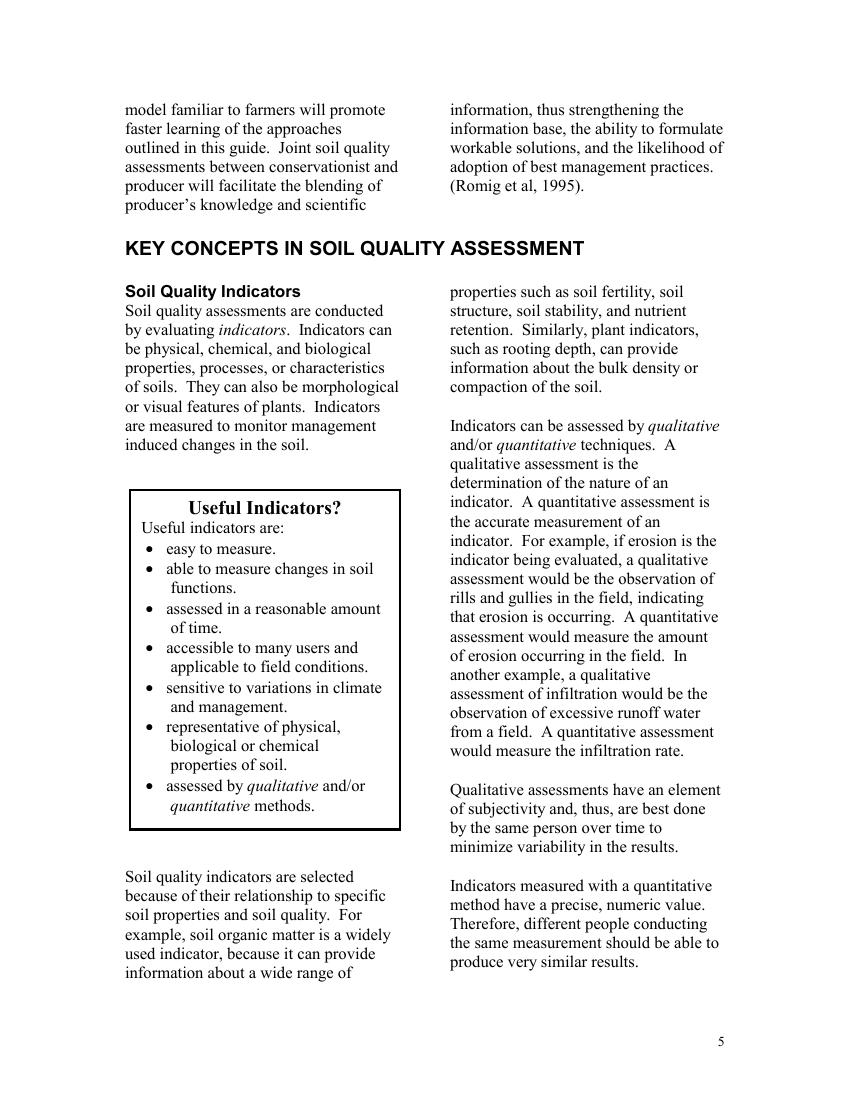 model familiar to farmers will promote
faster learning of the approaches
outlined in this guide.  Joint soil quality
assessments between conservationist and
producer will facilitate the blending of
producer’s knowledge and scientific
information, thus strengthening the
information base, the ability to formulate
workable solutions, and the likelihood of
adoption of best management practices.
(Romig et al, 1995).
KEY CONCEPTS IN SOIL QUALITY ASSESSMENT
Soil Quality Indicators
Soil quality assessments are conducted
by evaluating indicators.  Indicators can
be physical, chemical, and biological
properties, processes, or characteristics
of soils.  They can also be morphological
or visual features of plants.  Indicators
are measured to monitor management
induced changes in the soil.
Useful Indicators?
Useful indicators are:
• easy to measure.
• able to measure changes in soil
functions.
• assessed in a reasonable amount
of time.
• accessible to many users and
applicable to field conditions.
• sensitive to variations in climate
and management.
• representative of physical,
biological or chemical
properties of soil.
• assessed by qualitative and/or
quantitative methods.
Soil quality indicators are selected
because of their relationship to specific
soil properties and soil quality.  For
example, soil organic matter is a widely
used indicator, because it can provide
information about a wide range of
properties such as soil fertility, soil
structure, soil stability, and nutrient
retention.  Similarly, plant indicators,
such as rooting depth, can provide
information about the bulk density or
compaction of the soil.
Indicators can be assessed by qualitative
and/or quantitative techniques.  A
qualitative assessment is the
determination of the nature of an
indicator.  A quantitative assessment is
the accurate measurement of an
indicator.  For example, if erosion is the
indicator being evaluated, a qualitative
assessment would be the observation of
rills and gullies in the field, indicating
that erosion is occurring.  A quantitative
assessment would measure the amount
of erosion occurring in the field.  In
another example, a qualitative
assessment of infiltration would be the
observation of excessive runoff water
from a field.  A quantitative assessment
would measure the infiltration rate.
Qualitative assessments have an element
of subjectivity and, thus, are best done
by the same person over time to
minimize variability in the results.
Indicators measured with a quantitative
method have a precise, numeric value.
Therefore, different people conducting
the same measurement should be able to
produce very similar results.
5